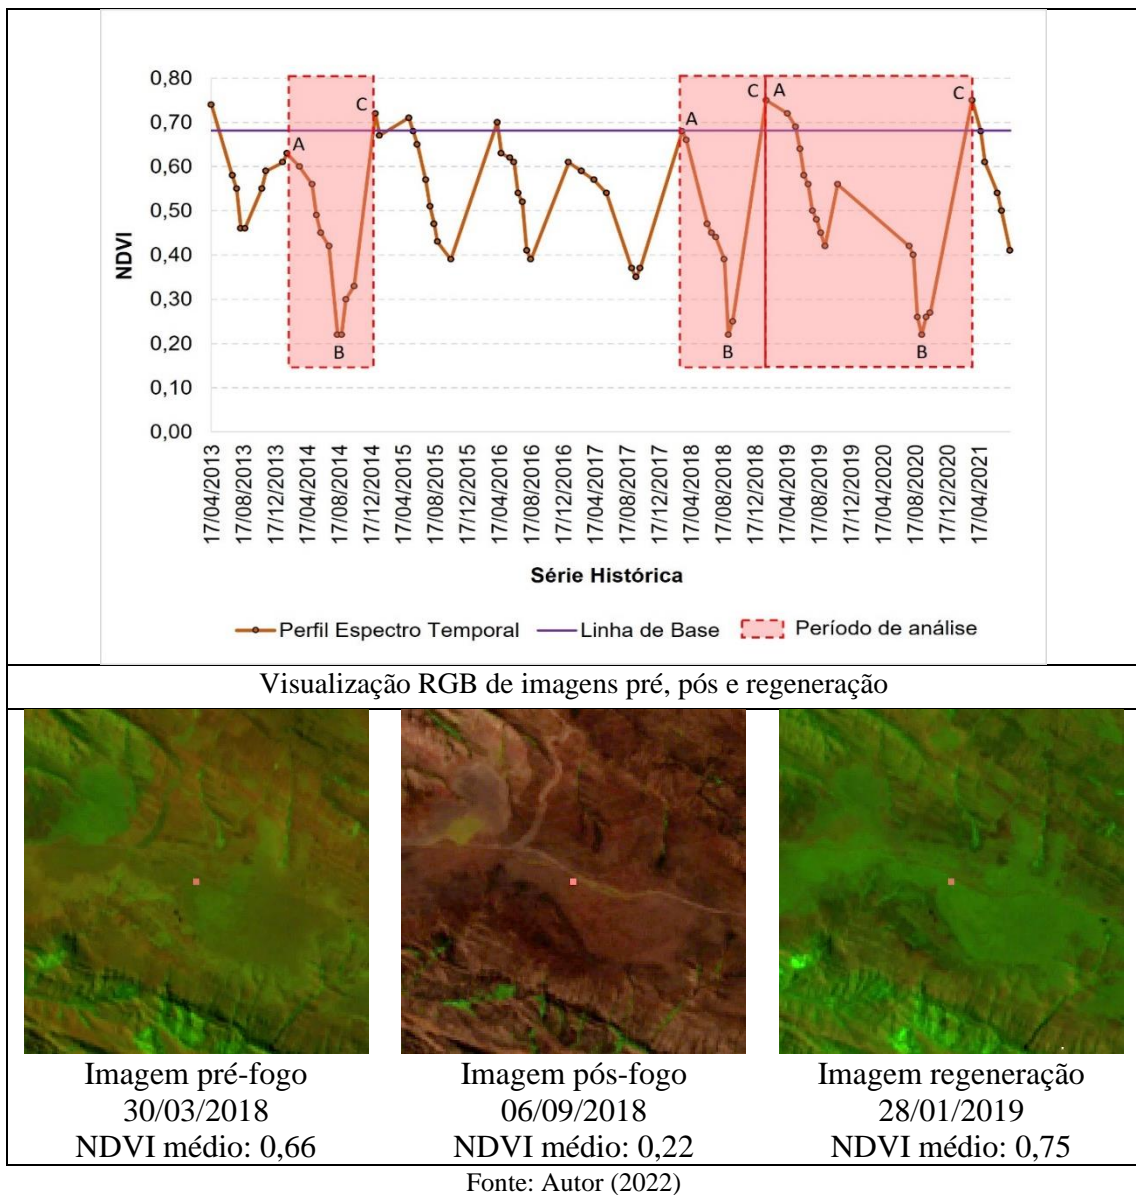 0,80
0,70
0,60
0,50
0,40
0,30
0,20
0,10
0,00
NDVI
A
B
C
A
B
C
A
B
C
17/04/2013
17/08/2013
17/12/2013
17/04/2014
17/08/2014
17/12/2014
17/04/2015
17/08/2015
17/12/2015
17/04/2016
17/08/2016
17/12/2016
17/04/2017
17/08/2017
17/12/2017
17/04/2018
17/08/2018
17/12/2018
17/04/2019
17/08/2019
17/12/2019
17/04/2020
17/08/2020
17/12/2020
17/04/2021
Série Histórica
Perfil Espectro Temporal
Linha de Base
Período de análise
Visualização RGB de imagens pré, pós e regeneração
Imagem pré-fogo
30/03/2018
NDVI médio: 0,66
Imagem pós-fogo
06/09/2018
NDVI médio: 0,22
Imagem regeneração
28/01/2019
NDVI médio: 0,75
Fonte: Autor (2022)